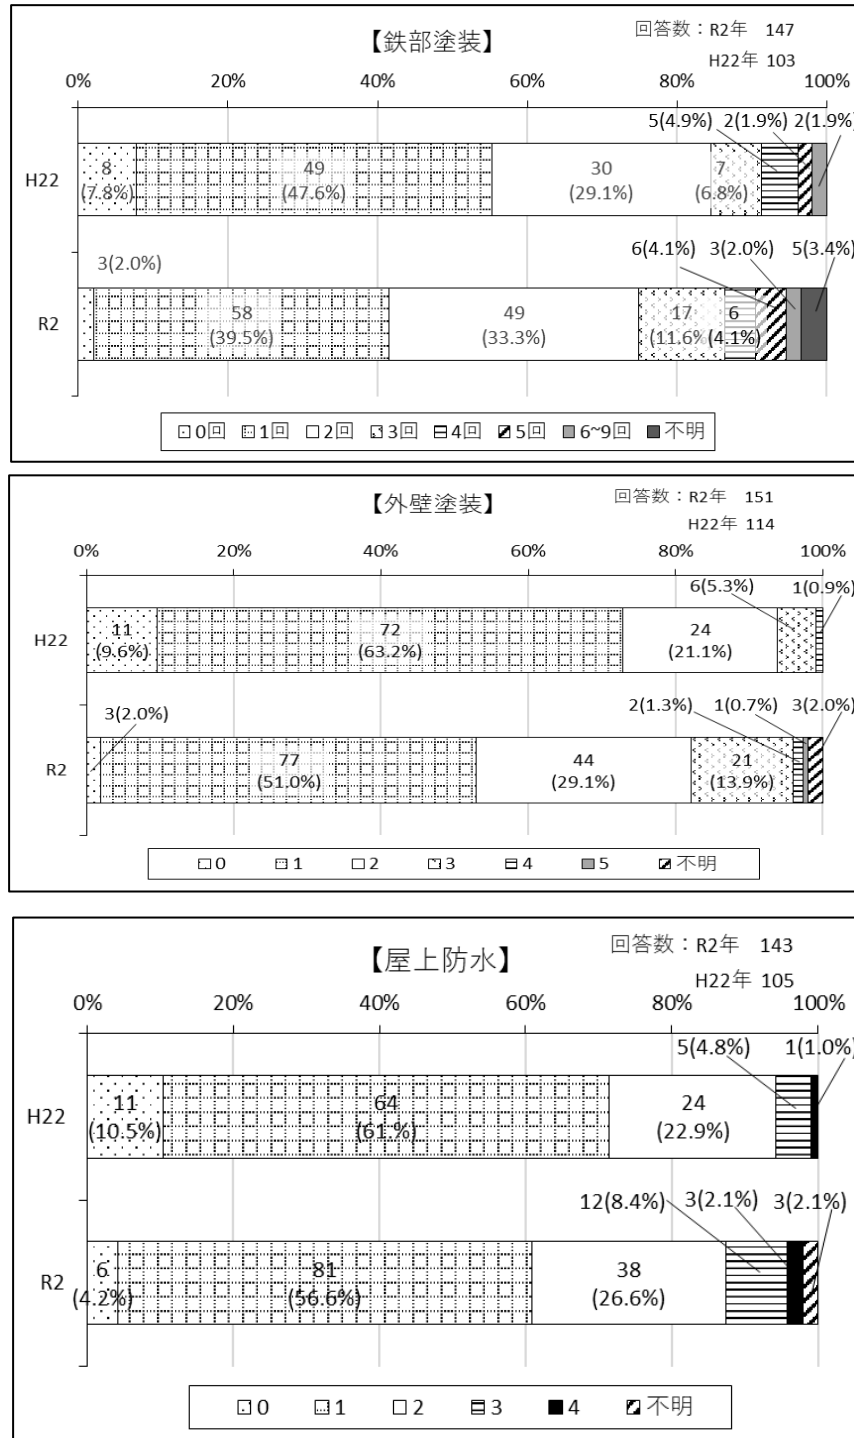 【鉄部塗装】
回答数：R2年 147
H22年 103
0% 20% 40% 60% 80% 100%
5(4.9%) 2(1.9%) 2(1.9%)
H22
8 49 30 7
(7.8%) (47.6%) (29.1%) (6.8%)
3(2.0%) 6(4.1%) 3(2.0%) 5(3.4%)
R2
58 49 17 6
(39.5%) (33.3%) (11.6% (4.1%)
0回 1回 2回 3回 4回 5回 6~9回 不明
【外壁塗装】
回答数：R2年 151
H22年 114
0% 20% 40% 60% 80% 100%
6(5.3%) 1(0.9%)
H22
11 72 24
(9.6%) (63.2%) (21.1%)
3(2.0%) 2(1.3%) 1(0.7%) 3(2.0%)
R2
77 44 21
(51.0%) (29.1%) (13.9%)
0 1 2 3 4 5 不明
【屋上防水】
回答数：R2年 143
H22年 105
0% 20% 40% 60% 80% 100%
5(4.8%) 1(1.0%)
H22
11 64 24
(10.5%) (61.%) (22.9%)
12(8.4%) 3(2.1%) 3(2.1%)
R2
6 81 38
(4.2%) (56.6%) (26.6%)
0 1 2 3 4 不明